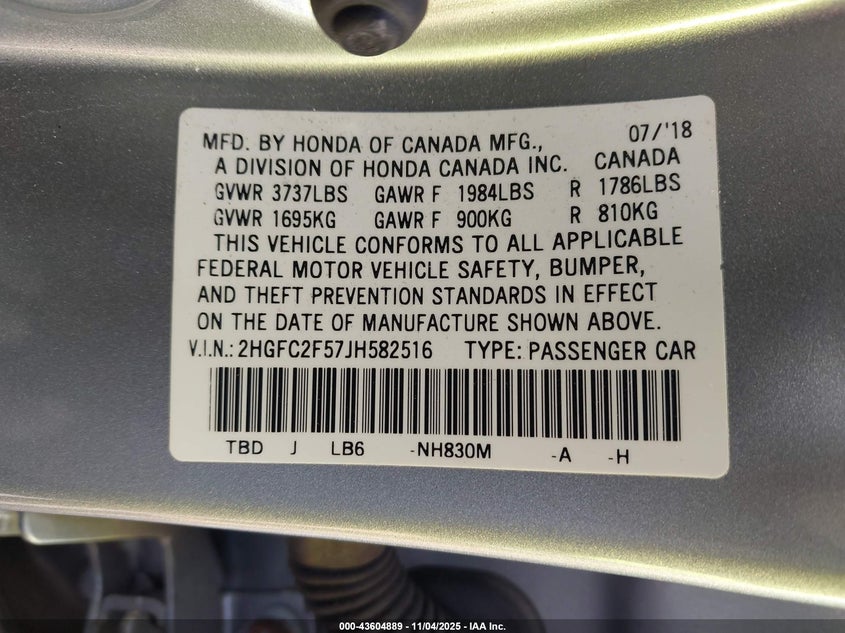 MFD. BY HONDA OF CANADA MFG., 07/'18
A DIVISION OF HONDA CANADA INC. CANADA
GVWR 3737LBS GAWR F 1984LBS R 1786LBS
GVWR 1695KG GAWR F 900KG R 810KG
THIS VEHICLE CONFORMS TO ALL APPLICABLE
FEDERAL MOTOR VEHICLE SAFETY, BUMPER,
AND THEFT PREVENTION STANDARDS IN EFFECT
ON THE DATE OF MANUFACTURE SHOWN ABOVE.
V.I.N.: 2HGFC2F57JH582516 TYPE: PASSENGER CAR
TBD J LB6 -NH830M -A -H
000-43604889 - 11/04/2025 - IAA Inc.